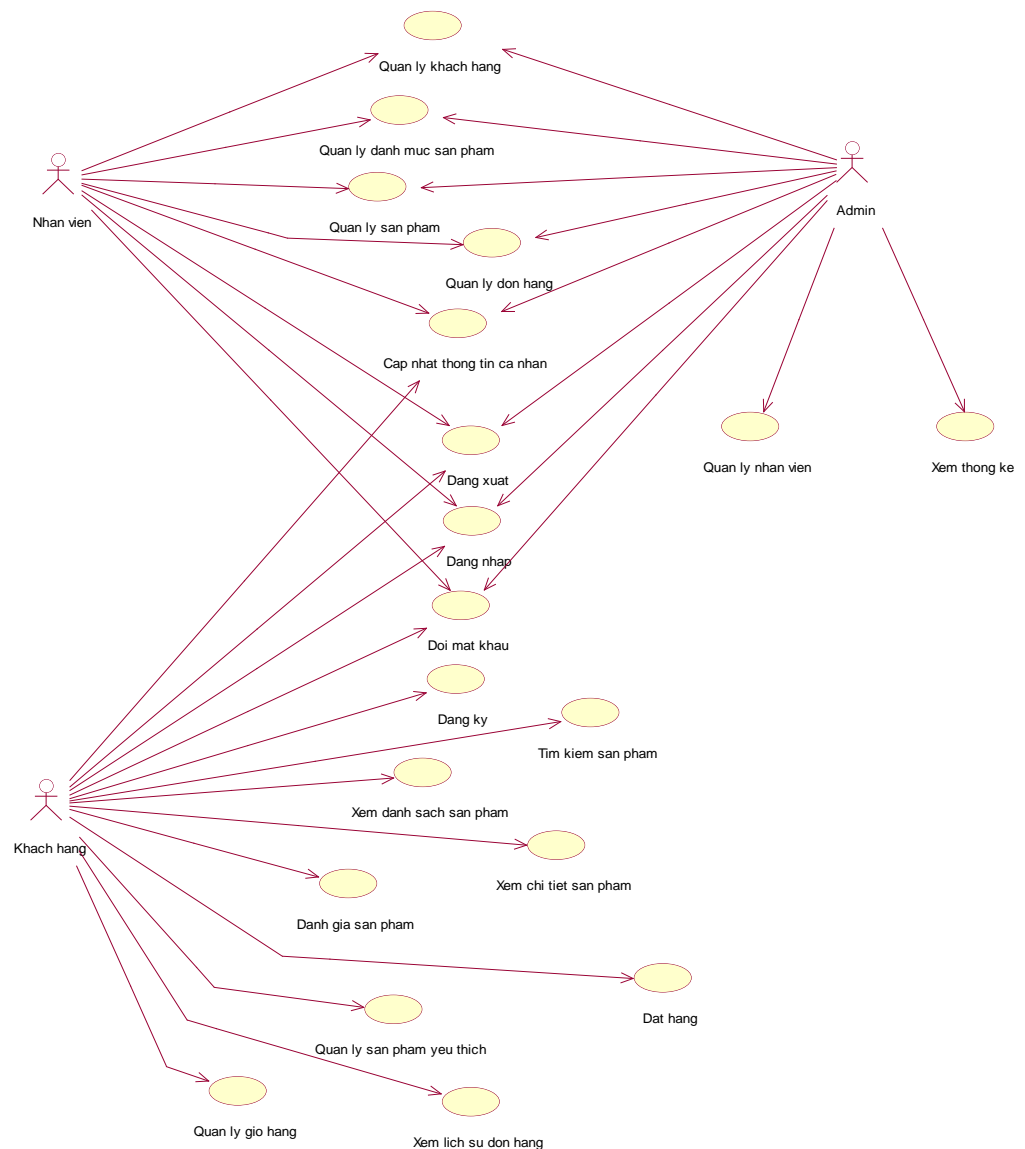 Quan ly khach hang
Quan ly danh muc san pham
Nhan vien
Admin
Quan ly san pham
Quan ly don hang
Cap nhat thong tin ca nhan
Quan ly nhan vien
Xem thong ke
Dang xuat
Dang nhap
Doi mat khau
Dang ky
Tim kiem san pham
Xem danh sach san pham
Khach hang
Xem chi tiet san pham
Danh gia san pham
Dat hang
Quan ly san pham yeu thich
Quan ly gio hang
Xem lich su don hang